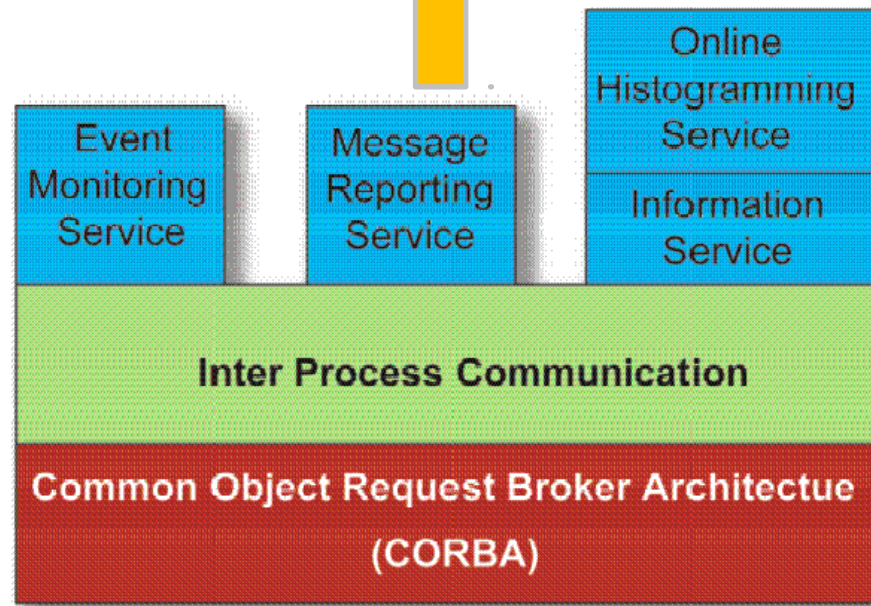 Event
Monitoring
Service
Message
Reporting
Service
Online
Histogramming
Service
Information
Service
Inter Process Communication
Common Object Request Broker Architectue
(CORBA)